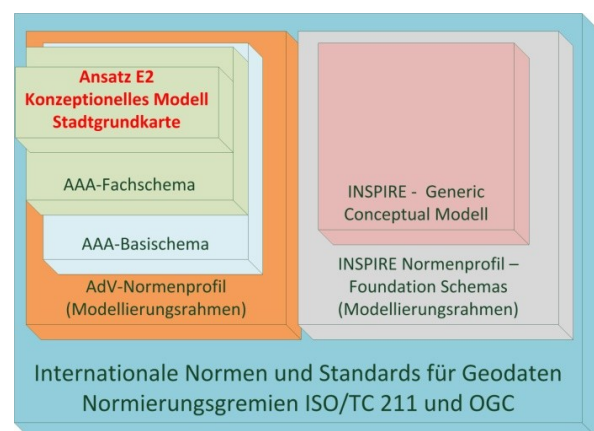 Ansatz E2
Konzeptionelles Modell
Stadtgrundkarte
AAA-Fachschema
AAA-Basischema
AdV-Normenprofil
(Modellierungsrahmen)
INSPIRE - Generic
Conceptual Modell
INSPIRE Normenprofil –
Foundation Schemas
(Modellierungsrahmen)
Internationale Normen und Standards für Geodaten
Normierungsgremien ISO/TC 211 und OGC